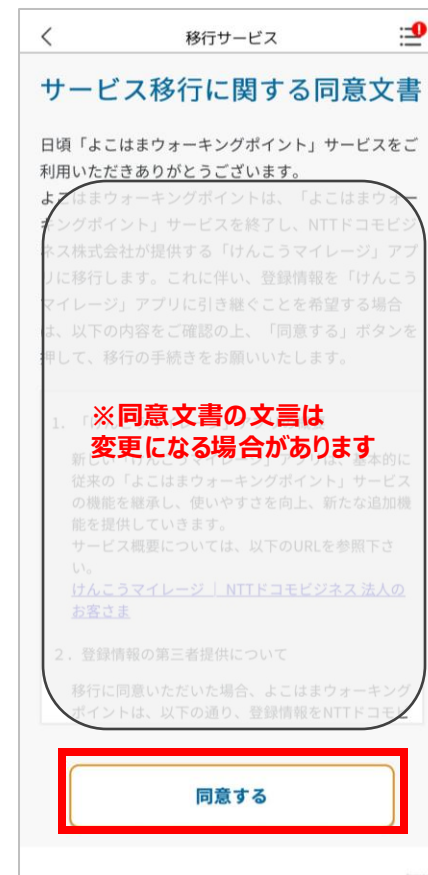 移行サービス
サービス移行に関する同意文書
日頃「よこはまウォーキングポイント」サービスをご
利用いただきありがとうございます。
よこはまウォーキングポイントは、「よこはまウォー
キングポイント」サービスを終了し、NTTドコモビジ
ネス株式会社が提供する「けんこうマイレージ」アプ
リに移行します。これに伴い、登録情報を「けんこう
マイレージ」アプリに引き継ぐことを希望する場合
は、以下の内容をご確認の上、「同意する」ボタンを
押して、移行の手続きをお願いいたします。
※同意文書の文言は
変更になる場合があります
1. 「けんこ
新しい「けんこうマイレージ」アプリは、基本的に
従来の「よこはまウォーキングポイント」サービス
の機能を継承し、使いやすさを向上、新たな追加機
能を提供していきます。
サービス概要については、以下のURLを参照下さ
い。
けんこうマイレージ | NTTドコモビジネス 法人の
お客さま
2. 登録情報の第三者提供について
移行に同意いただいた場合、よこはまウォーキング
ポイントは、以下の通り、登録情報をNTTドコモビ
同意する